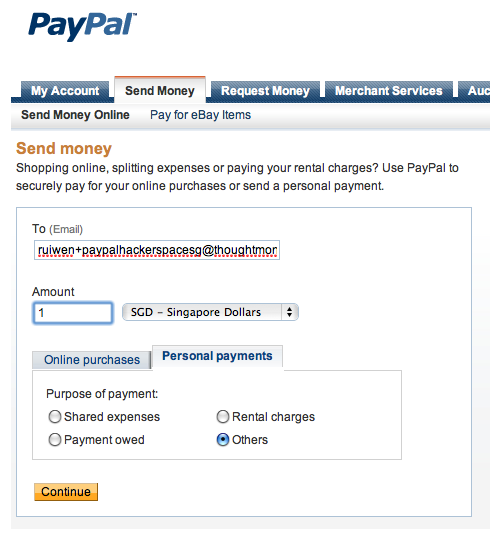 PayPal™
My Account Send Money Request Money Merchant Services Auc
Send Money Online Pay for eBay Items
Send money
Shopping online, splitting expenses or paying your rental charges? Use PayPal to
securely pay for your online purchases or send a personal payment.
To (Email)
ruiwen+paypalhackerspacesg@thoughtmon
Amount
1 SGD - Singapore Dollars
Online purchases Personal payments
Purpose of payment:
Shared expenses Rental charges
Payment owed Others
Continue